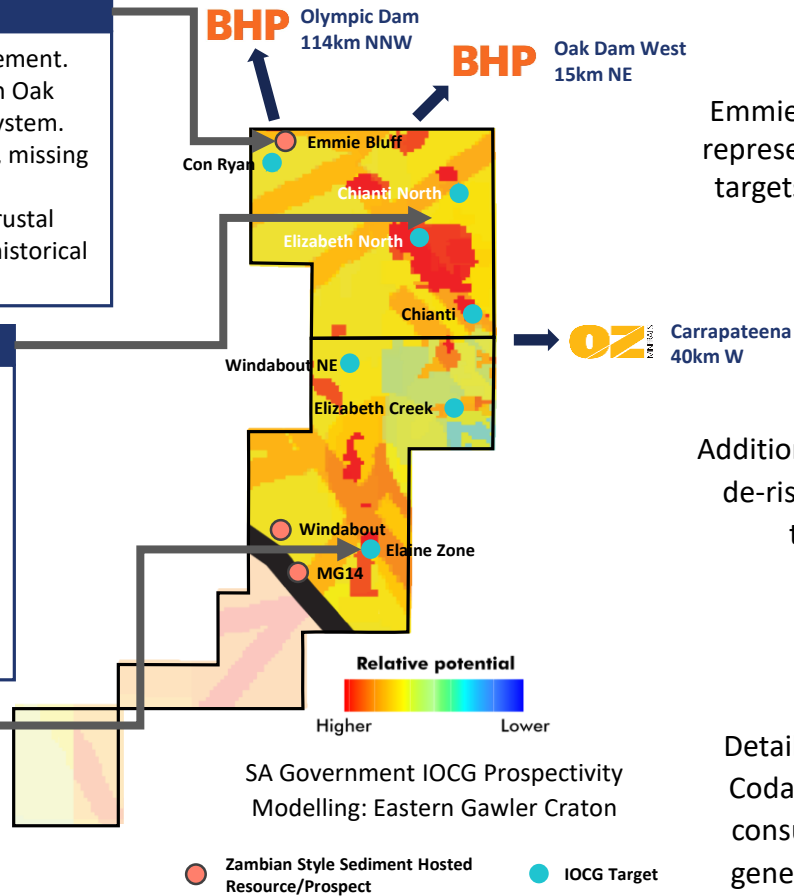 BHP
Olympic Dam
114km NNW
BHP
Oak Dam West
15km NE
ement.
Oak
ystem.
missing
rustal
historical
Emmie
represe
targets
Emmie Bluff
Con Ryan
Chianti North
Elizabeth North
Chianti
OZ
MINERALS
Carrapateena
40km W
Windabout NE
Elizabeth Creek
Addition
de-ris
t
Windabout
Elaine Zone
MG14
Relative potential
Higher
Lower
SA Government IOCG Prospectivity
Modelling: Eastern Gawler Craton
Detai
Coda
consu
gene
Zambian Style Sediment Hosted
Resource/Prospect
IOCG Target